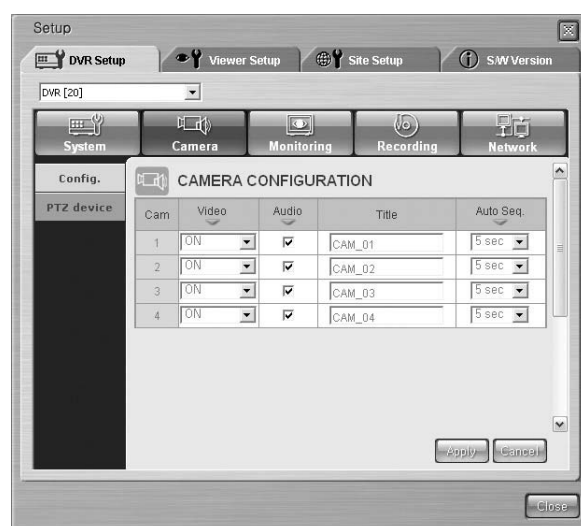 Setup
DVR Setup Viewer Setup Site Setup S/W Version
DVR [20]
System Camera Monitoring Recording Network
Config.
PTZ device
CAMERA CONFIGURATION
Cam Video Audio Title Auto Seq.
1 ON CAM_01 5 sec
2 ON CAM_02 5 sec
3 ON CAM_03 5 sec
4 ON CAM_04 5 sec
Apply Cancel
Close